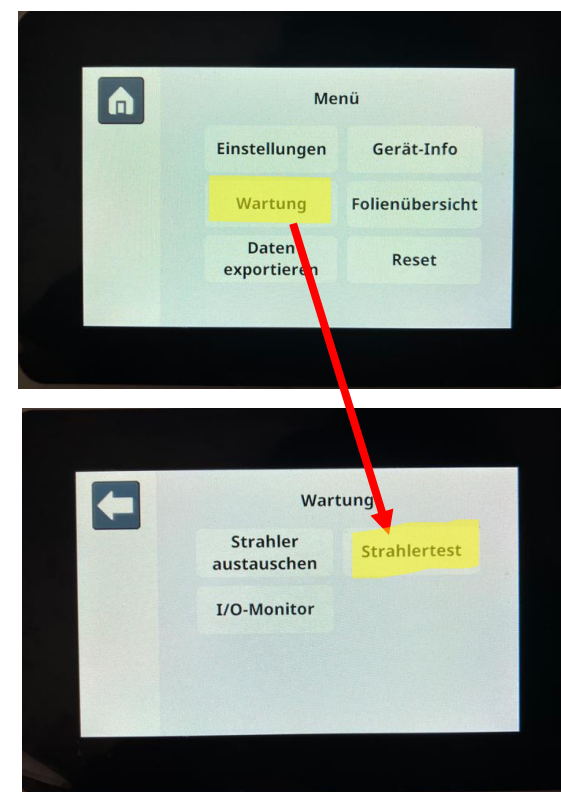 Menü
Einstellungen
Gerät-Info
Wartung
Folienübersicht
Daten
exportieren
Reset
Wartung
Strahler
austauschen
Strahlertest
I/O-Monitor